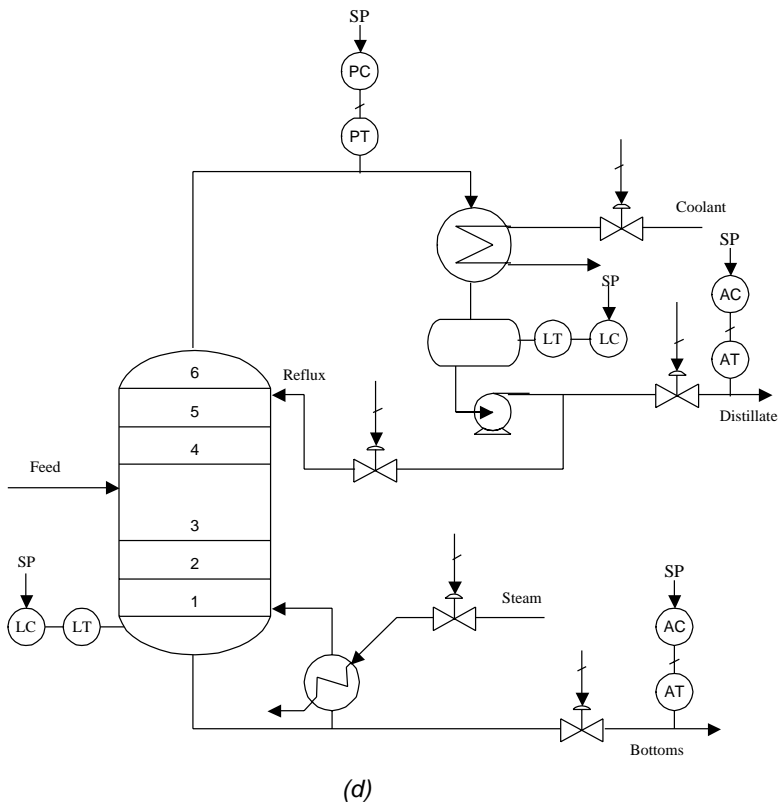 SP
PC
PT
Coolant
SP
AC
AT
SP
LT
LC
Distillate
6
Reflux
5
4
Feed
3
2
1
SP
LC
LT
Steam
SP
AC
AT
Bottoms
(d)